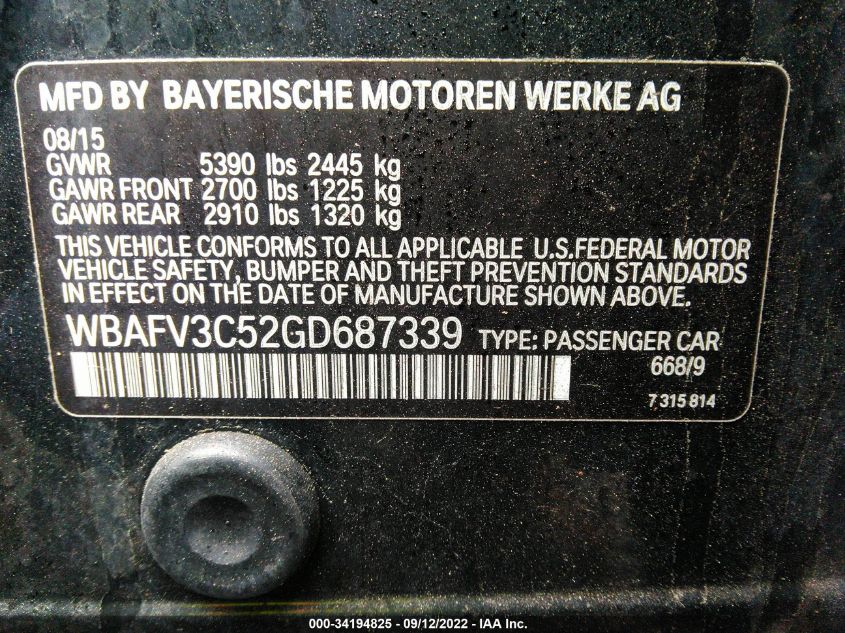 MFD BY BAYERISCHE MOTOREN WERKE AG
08/15
GVWR 5390 lbs 2445 kg
GAWR FRONT 2700 lbs 1225 kg
GAWR REAR 2910 lbs 1320 kg
THIS VEHICLE CONFORMS TO ALL APPLICABLE U.S.FEDERAL MOTOR
VEHICLE SAFETY, BUMPER AND THEFT PREVENTION STANDARDS
IN EFFECT ON THE DATE OF MANUFACTURE SHOWN ABOVE.
WBAFV3C52GD687339 TYPE: PASSENGER CAR
668/9
7 315 814
000-34194825 - 09/12/2022 - IAA Inc.